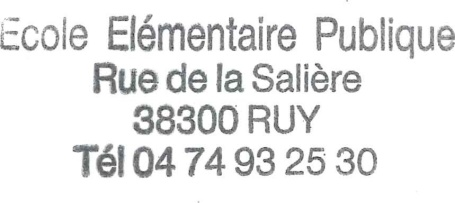 Ecole Elémentaire Publique
Rue de la Salière
38300 RUY
Tél 04 74 93 25 30